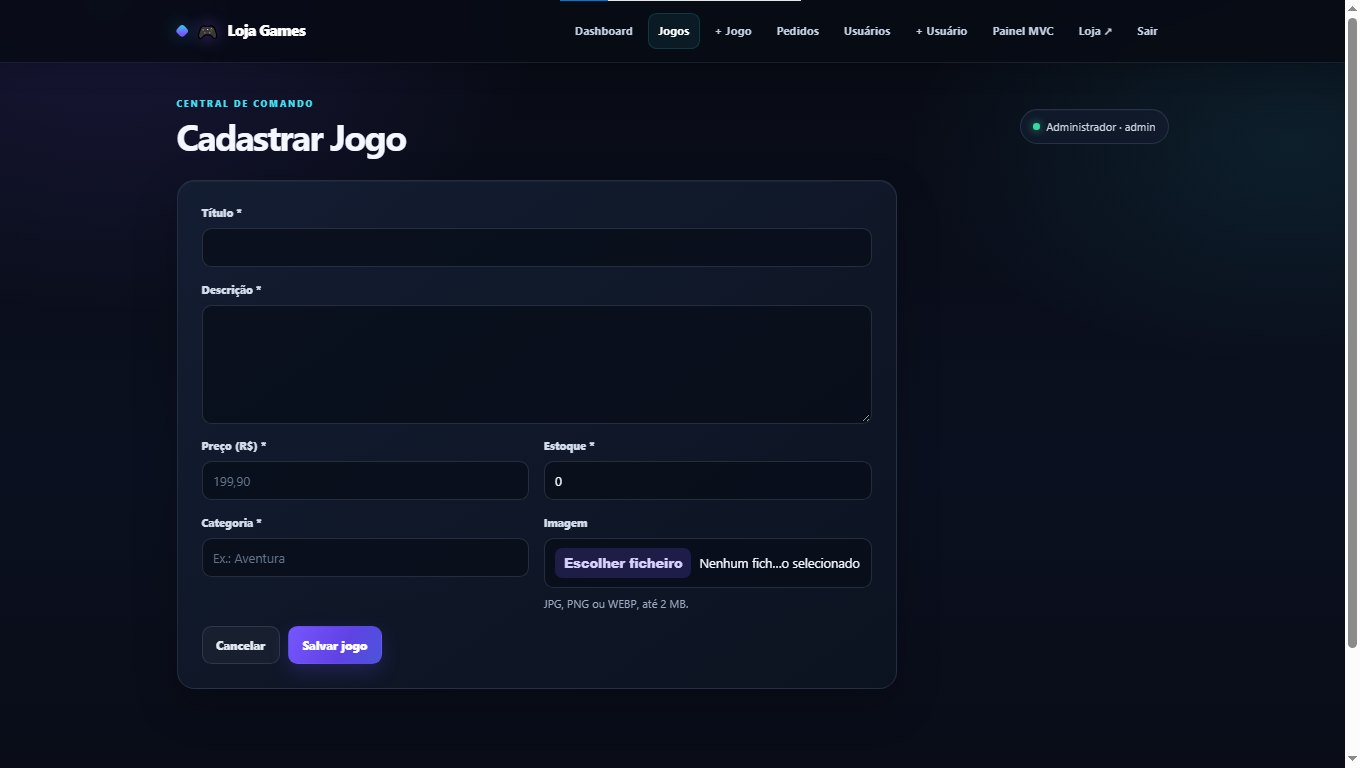 Loja Games
Dashboard
Jogos
+ Jogo
Pedidos
Usuários
+ Usuário
Painel MVC
Loja ↗
Sair
CENTRAL DE COMANDO
Cadastrar Jogo
Administrador · admin
Título *
Descrição *
Preço (R$) *
Estoque *
199,90
0
Categoria *
Imagem
Ex.: Aventura
Escolher ficheiro
Nenhum fich...o selecionado
JPG, PNG ou WEBP, até 2 MB.
Cancelar
Salvar jogo